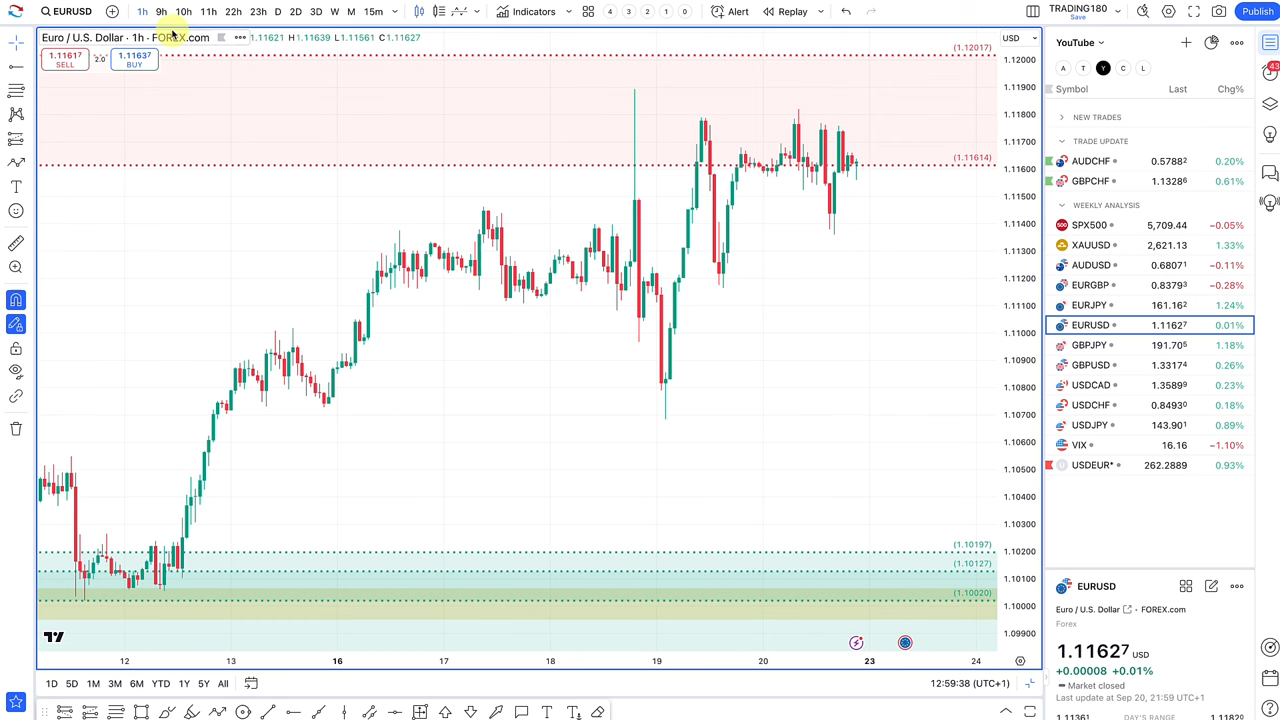 EURUSD 1h 9h 10h 11h 22h 23h D 2D 3D W M 15m Indicators 4 3 2 1 0 Alert Replay TRADING180 Save Publish
Euro / U.S. Dollar · 1h · FOREX.com 1.11621 H1.11639 L1.11561 C1.11627
1.11617 SELL 2.0 1.11637 BUY
USD
(1.12017)
(1.11614)
(1.10197)
(1.10127)
(1.10020)
1.12000
1.11900
1.11800
1.11700
1.11600
1.11500
1.11400
1.11300
1.11200
1.11100
1.11000
1.10900
1.10800
1.10700
1.10600
1.10500
1.10400
1.10300
1.10200
1.10100
1.10000
1.09900
12 13 16 17 18 19 20 23 24
1D 5D 1M 3M 6M YTD 1Y 5Y All
12:59:38 (UTC+1)
YouTube
A T Y C L
Symbol Last Chg%
NEW TRADES
TRADE UPDATE
AUDCHF 0.57882 0.20%
GBPCHF 1.13286 0.61%
WEEKLY ANALYSIS
SPX500 5,709.44 −0.05%
XAUUSD 2,621.13 1.33%
AUDUSD 0.68071 −0.11%
EURGBP 0.83793 −0.28%
EURJPY 161.162 1.24%
EURUSD 1.11627 0.01%
GBPJPY 191.705 1.18%
GBPUSD 1.33174 0.26%
USDCAD 1.35899 0.23%
USDCHF 0.84930 0.18%
USDJPY 143.901 0.89%
VIX 16.16 −1.10%
USDEUR* 262.2889 0.93%
43
EURUSD
Euro / U.S. Dollar · FOREX.com
Forex
1.11627 USD
+0.00008 +0.01%
Market closed
Last update at Sep 20, 21:59 UTC+1
1.11361 DAY'S RANGE 1.11820